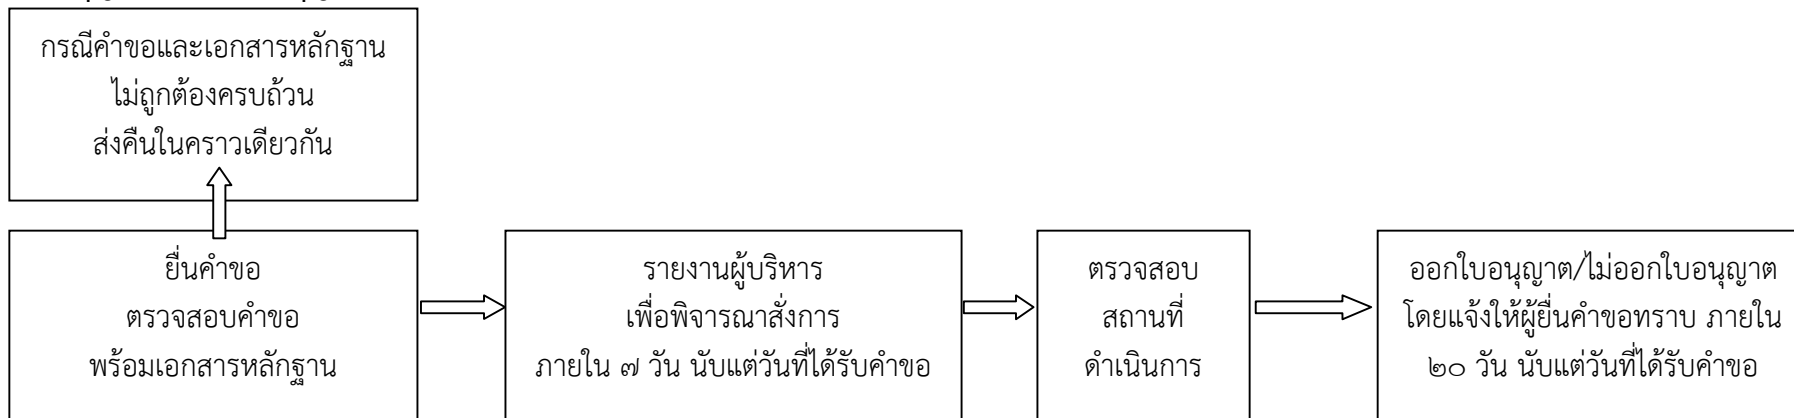 กรณีคำขอและเอกสารหลักฐาน
ไม่ถูกต้องครบถ้วน
ส่งคืนในคราวเดียวกัน
ยื่นคำขอ
ตรวจสอบคำขอ
พร้อมเอกสารหลักฐาน
รายงานผู้บริหาร
เพื่อพิจารณาสั่งการ
ภายใน ๗ วัน นับแต่วันที่ได้รับคำขอ
ตรวจสอบ
สถานที่
ดำเนินการ
ออกใบอนุญาต/ไม่ออกใบอนุญาต
โดยแจ้งให้ผู้ยื่นคำขอทราบ ภายใน
๒๐ วัน นับแต่วันที่ได้รับคำขอ